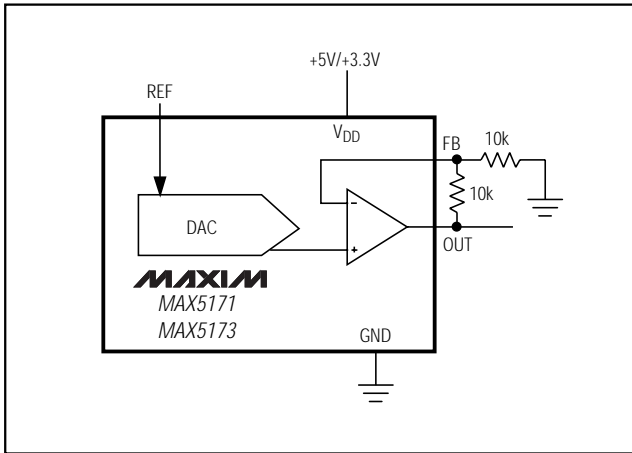 +5V/+3.3V
REF
VDD
FB
10k
10k
DAC
-
+
OUT
MAXIM
MAX5171
MAX5173
GND